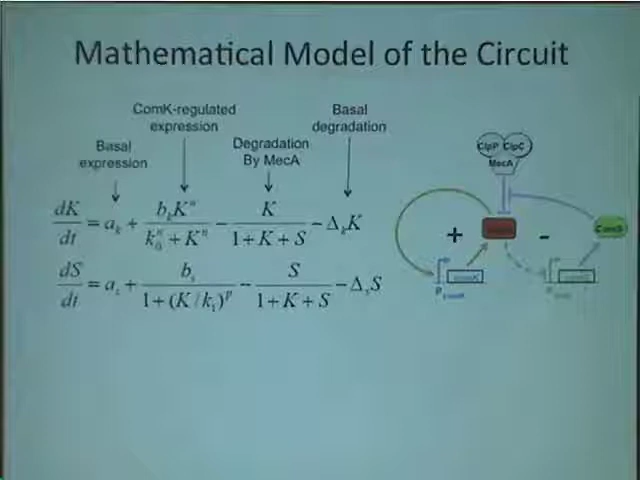 Mathematical Model of the Circuit
ComK-regulated
expression
Basal
degradation
Basal
expression
Degradation
By MecA
dK/dt = a_k + b_k K^n / (k_0^n + K^n) − K / (1 + K + S) − Δ_k K
dS/dt = a_s + b_s / (1 + (K / k_1)^p) − S / (1 + K + S) − Δ_s S
ClpP ClpC
MecA
+
-
ComS